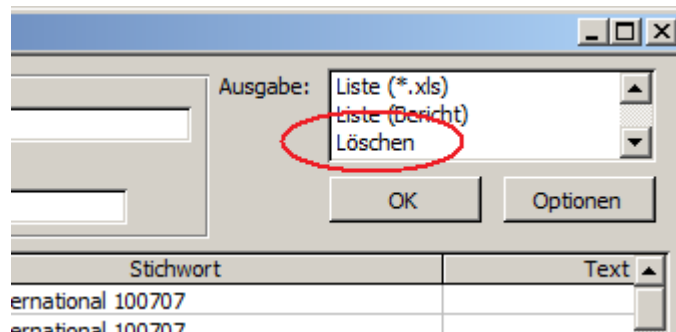 Ausgabe:
Liste (*.xls)
Liste (Bericht)
Löschen
OK
Optionen
Stichwort
Text
ernational 100707
ernational 100707